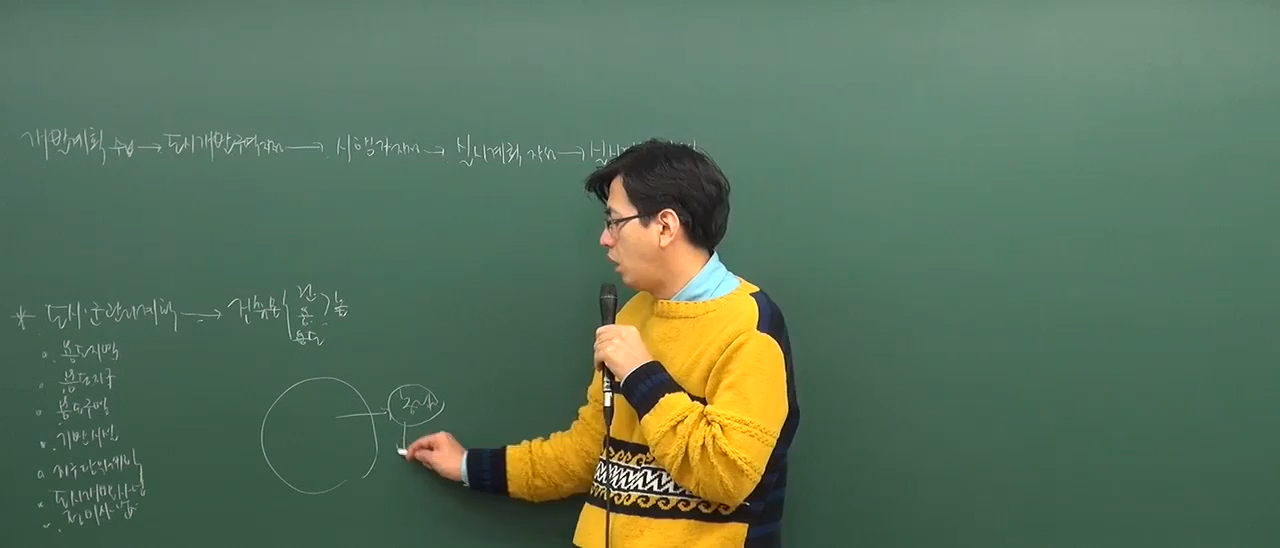 개발계획 수립 → 도시개발구역지정 → 시행자지정 → 실시계획 작성 →
* 도시·군관리계획 → 건축물 { 건 용 용도 } 높
용도지역
용도지구
용도구역
기반시설
지구단위계획
도시개발사업
정비사업